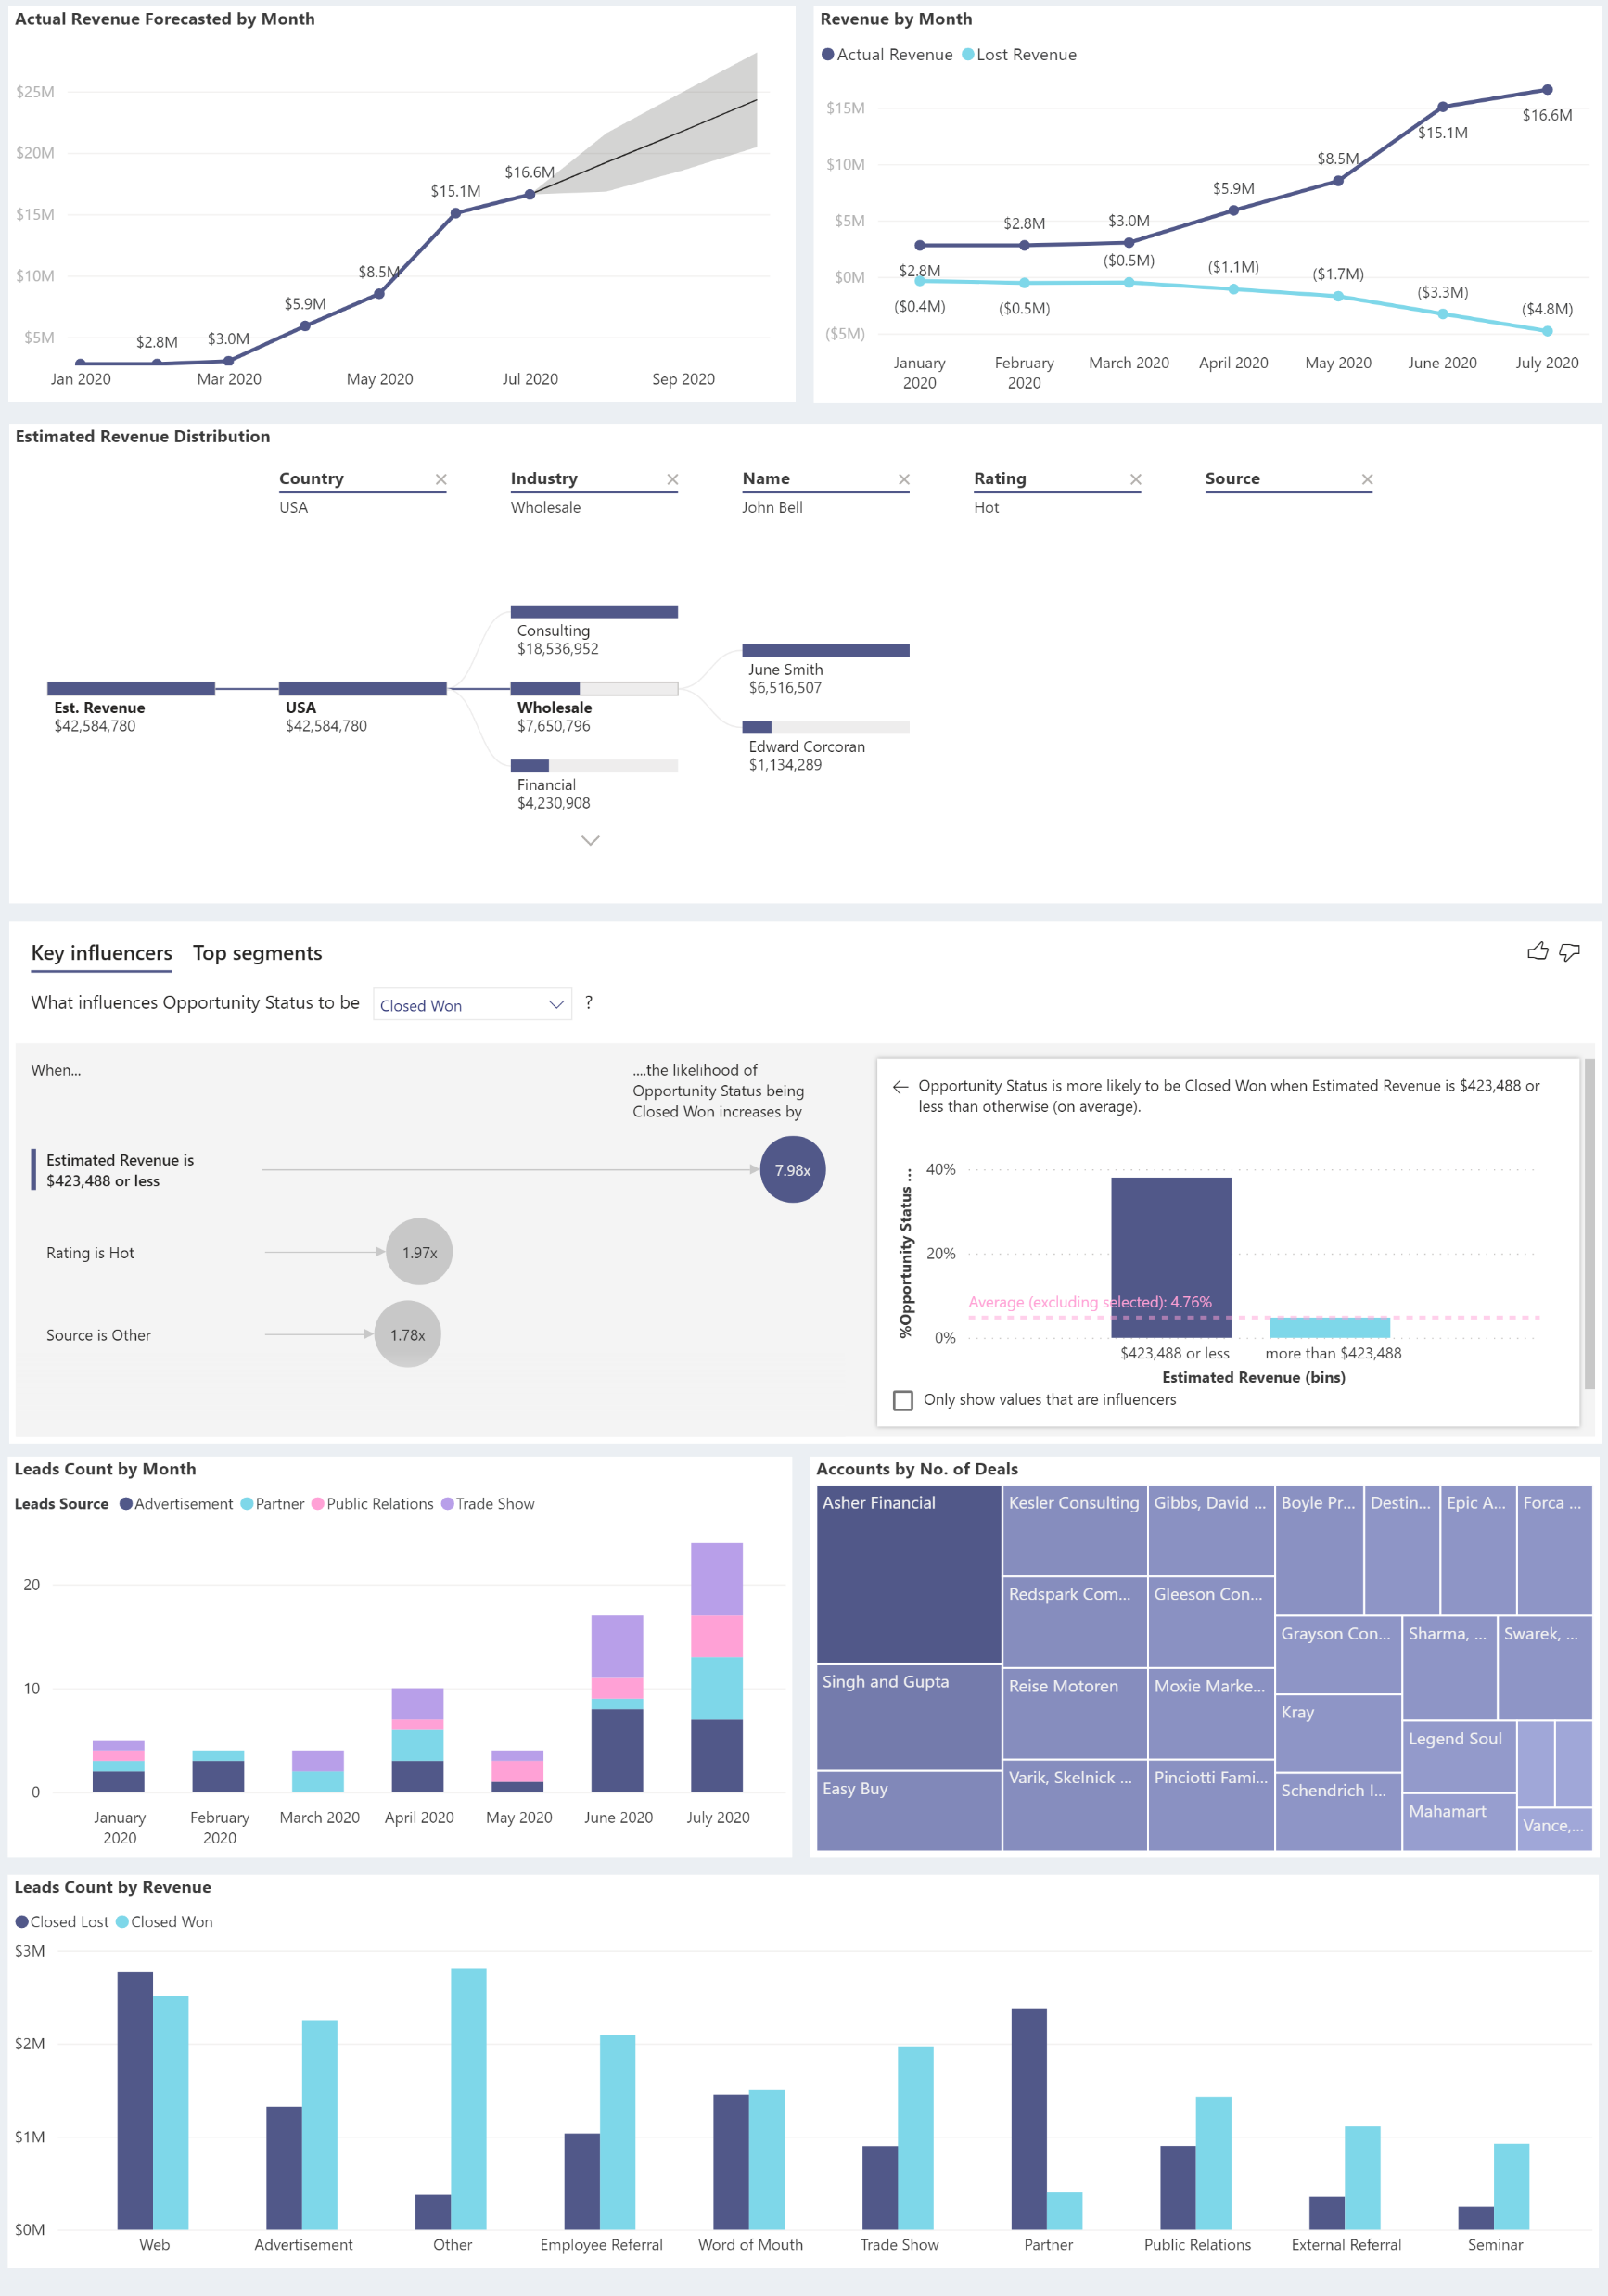 Actual Revenue Forecasted by Month
$25M
$20M
$15M
$10M
$5M
$2.8M
$3.0M
$5.9M
$8.5M
$15.1M
$16.6M
Jan 2020
Mar 2020
May 2020
Jul 2020
Sep 2020
Revenue by Month
Actual Revenue
Lost Revenue
$15M
$10M
$5M
$0M
($5M)
$2.8M
$2.8M
$3.0M
$5.9M
$8.5M
$15.1M
$16.6M
($0.4M)
($0.5M)
($0.5M)
($1.1M)
($1.7M)
($3.3M)
($4.8M)
January
2020
February
2020
March 2020
April 2020
May 2020
June 2020
July 2020
Estimated Revenue Distribution
Country
USA
Industry
Wholesale
Name
John Bell
Rating
Hot
Source
Est. Revenue
$42,584,780
USA
$42,584,780
Consulting
$18,536,952
Wholesale
$7,650,796
Financial
$4,230,908
June Smith
$6,516,507
Edward Corcoran
$1,134,289
Key influencers
Top segments
What influences Opportunity Status to be
Closed Won
?
When...
....the likelihood of
Opportunity Status being
Closed Won increases by
Estimated Revenue is
$423,488 or less
7.98x
Rating is Hot
1.97x
Source is Other
1.78x
Opportunity Status is more likely to be Closed Won when Estimated Revenue is $423,488 or
less than otherwise (on average).
%Opportunity Status ...
40%
20%
0%
Average (excluding selected): 4.76%
$423,488 or less
more than $423,488
Estimated Revenue (bins)
Only show values that are influencers
Leads Count by Month
Leads Source
Advertisement
Partner
Public Relations
Trade Show
20
10
0
January
2020
February
2020
March 2020
April 2020
May 2020
June 2020
July 2020
Accounts by No. of Deals
Asher Financial
Singh and Gupta
Easy Buy
Kesler Consulting
Redspark Com...
Reise Motoren
Varik, Skelnick ...
Gibbs, David ...
Gleeson Con...
Moxie Marke...
Pinciotti Fami...
Boyle Pr...
Destin...
Epic A...
Forca ...
Grayson Con...
Kray
Schendrich I...
Sharma, ...
Swarek, ...
Legend Soul
Mahamart
Vance,...
Leads Count by Revenue
Closed Lost
Closed Won
$3M
$2M
$1M
$0M
Web
Advertisement
Other
Employee Referral
Word of Mouth
Trade Show
Partner
Public Relations
External Referral
Seminar